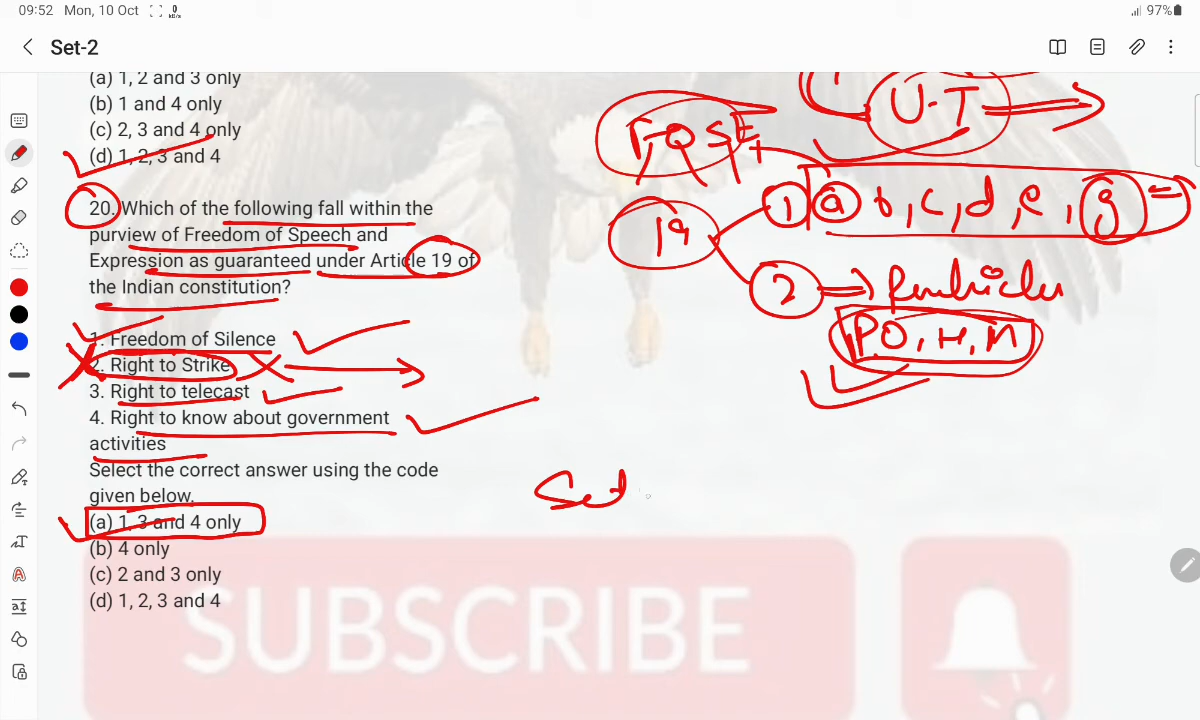 09:52 Mon, 10 Oct
97%
Set-2
(a) 1, 2 and 3 only
(b) 1 and 4 only
(c) 2, 3 and 4 only
(d) 1, 2, 3 and 4
20. Which of the following fall within the
purview of Freedom of Speech and
Expression as guaranteed under Article 19 of
the Indian constitution?
1. Freedom of Silence
2. Right to Strike
3. Right to telecast
4. Right to know about government
activities
Select the correct answer using the code
given below.
(a) 1, 3 and 4 only
(b) 4 only
(c) 2 and 3 only
(d) 1, 2, 3 and 4
U.T
FOSE
19
1 a b, c, d, e, g
2
PO, H, M
Set
SUBSCRIBE